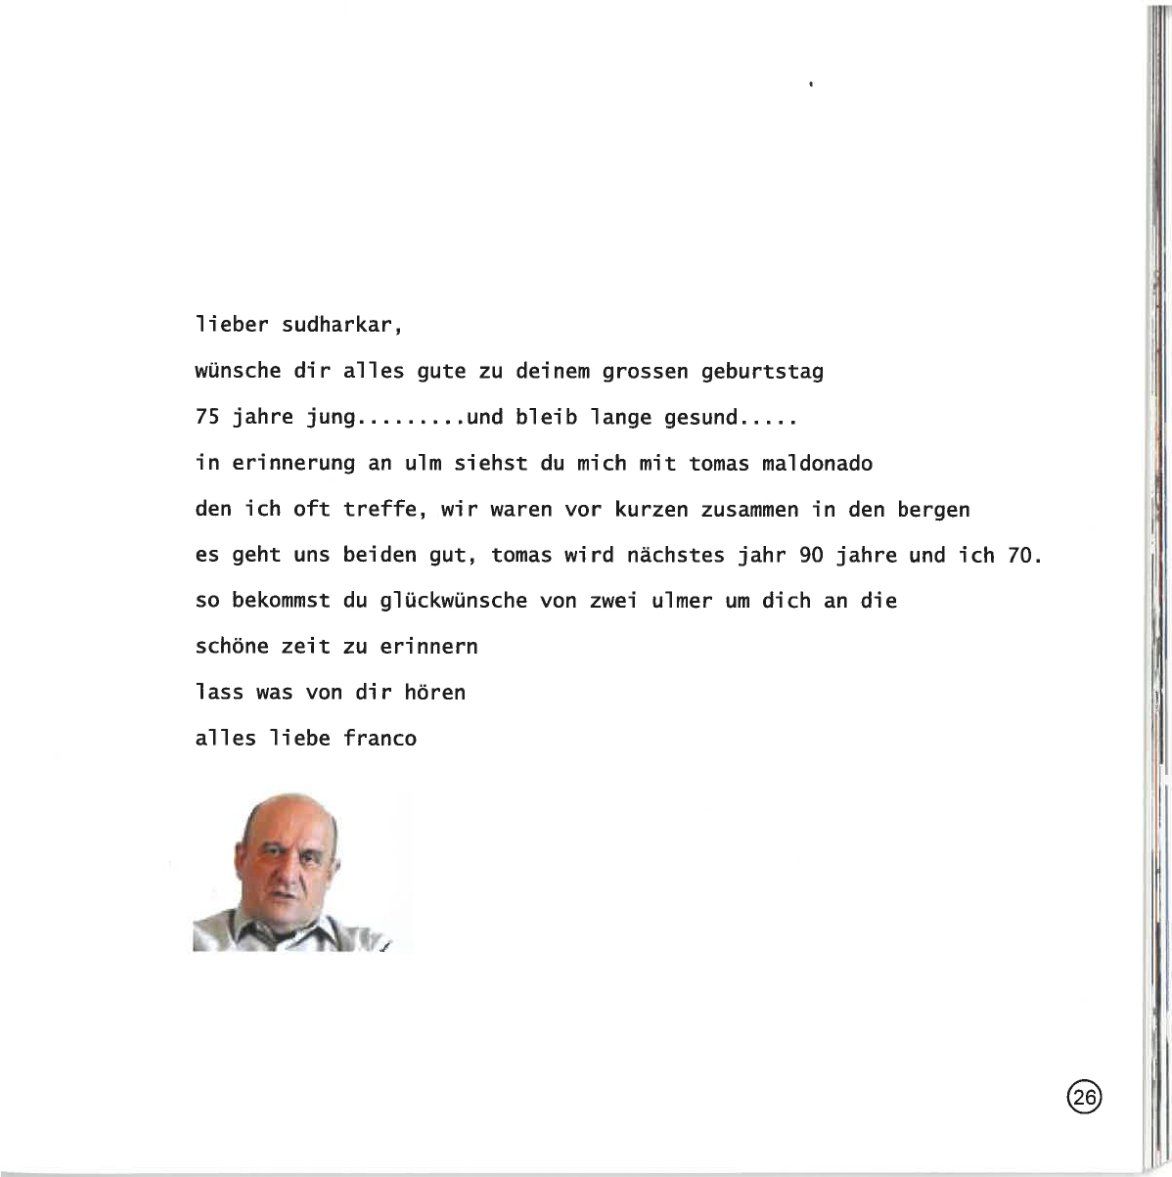 lieber sudharkar,
wünsche dir alles gute zu deinem grossen geburtstag
75 jahre jung.........und bleib lange gesund.....
in erinnerung an ulm siehst du mich mit tomas maldonado
den ich oft treffe, wir waren vor kurzen zusammen in den bergen
es geht uns beiden gut, tomas wird nächstes jahr 90 jahre und ich 70.
so bekommst du glückwünsche von zwei ulmer um dich an die
schöne zeit zu erinnern
lass was von dir hören
alles liebe franco
26